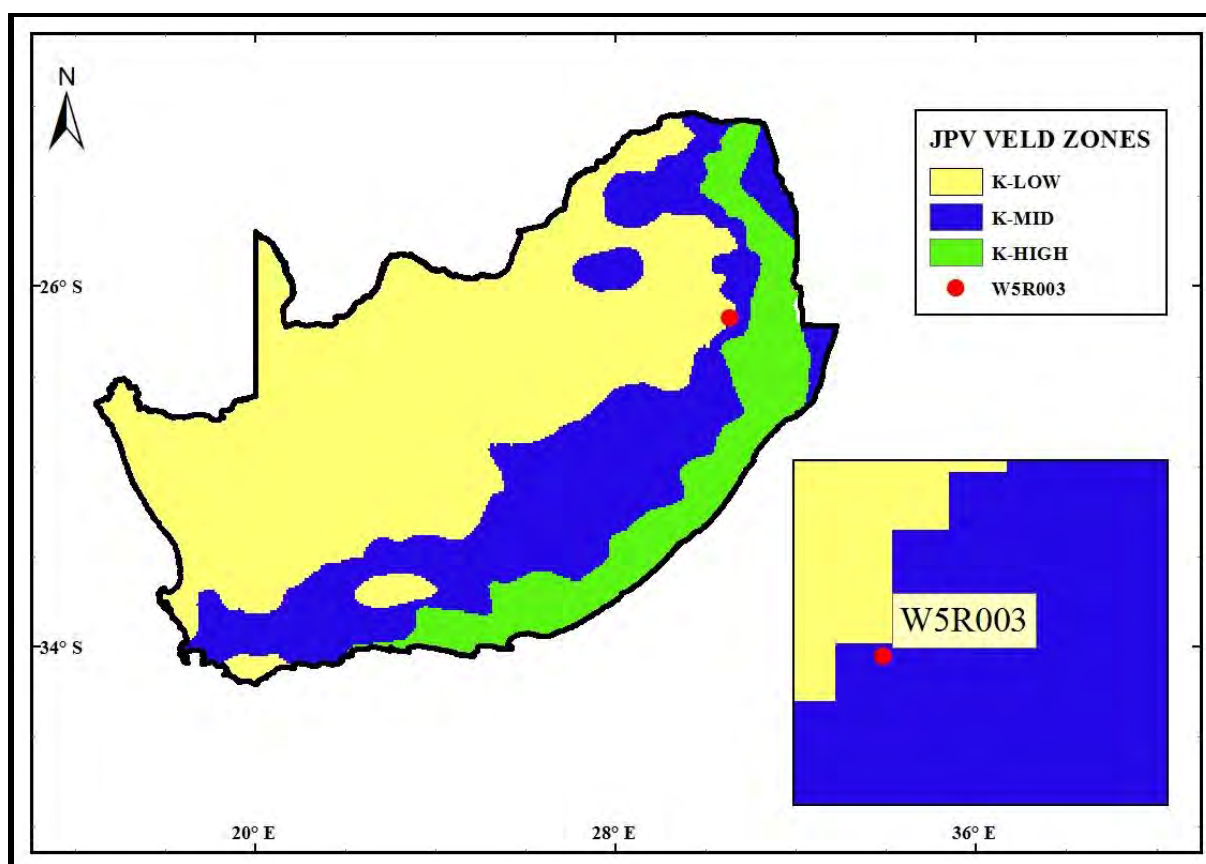 N
JPV VELD ZONES
K-LOW
K-MID
K-HIGH
W5R003
26° S
W5R003
34° S
20° E
28° E
36° E